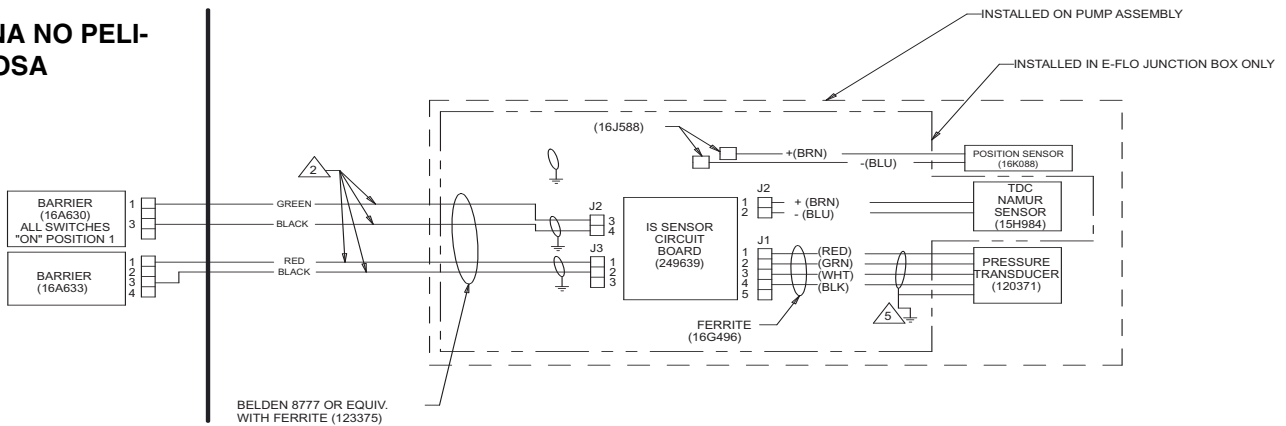 NA NO PELI-
OSA
INSTALLED ON PUMP ASSEMBLY
INSTALLED IN E-FLO JUNCTION BOX ONLY
(16J588)
+(BRN)
-(BLU)
POSITION SENSOR
(16K088)
2
BARRIER
(16A630)
ALL SWITCHES
"ON" POSITION 1
1
3
GREEN
BLACK
J2
3
4
IS SENSOR
CIRCUIT
BOARD
(249639)
J2
1
2
+ (BRN)
- (BLU)
TDC
NAMUR
SENSOR
(15H984)
BARRIER
(16A633)
1
2
3
4
RED
BLACK
J3
1
2
3
J1
1
2
3
4
5
(RED)
(GRN)
(WHT)
(BLK)
PRESSURE
TRANSDUCER
(120371)
5
FERRITE
(16G496)
BELDEN 8777 OR EQUIV.
WITH FERRITE (123375)